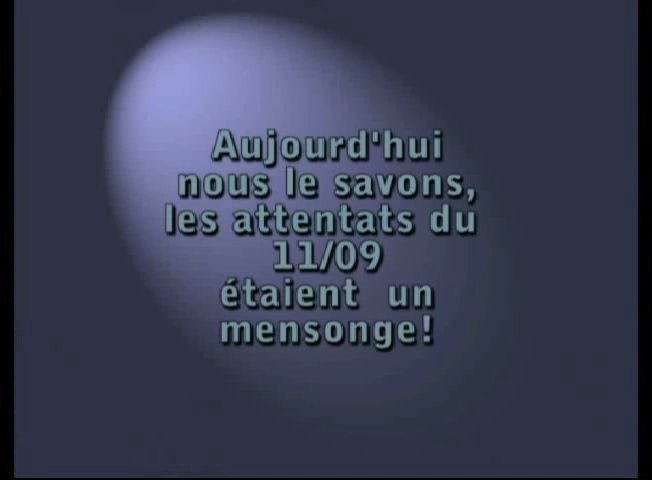 Aujourd'hui
nous le savons,
les attentats du
11/09
étaient un
mensonge!